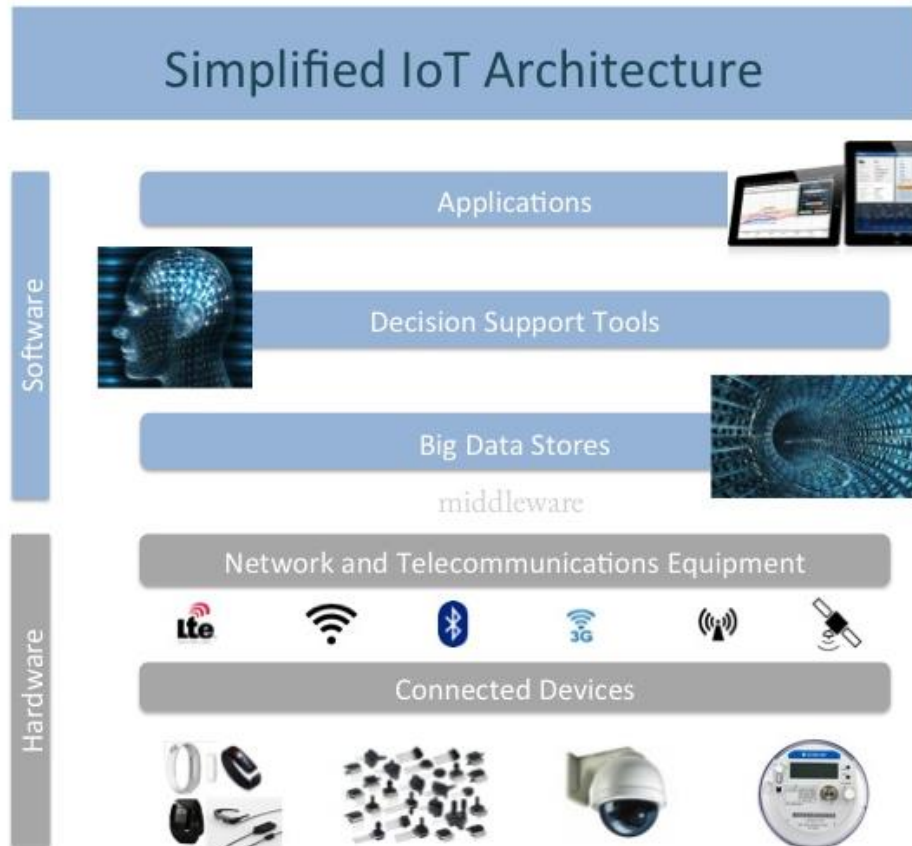 Simplified IoT Architecture
Software
Applications
Decision Support Tools
Big Data Stores
middleware
Hardware
Network and Telecommunications Equipment
Lte
3G
Connected Devices